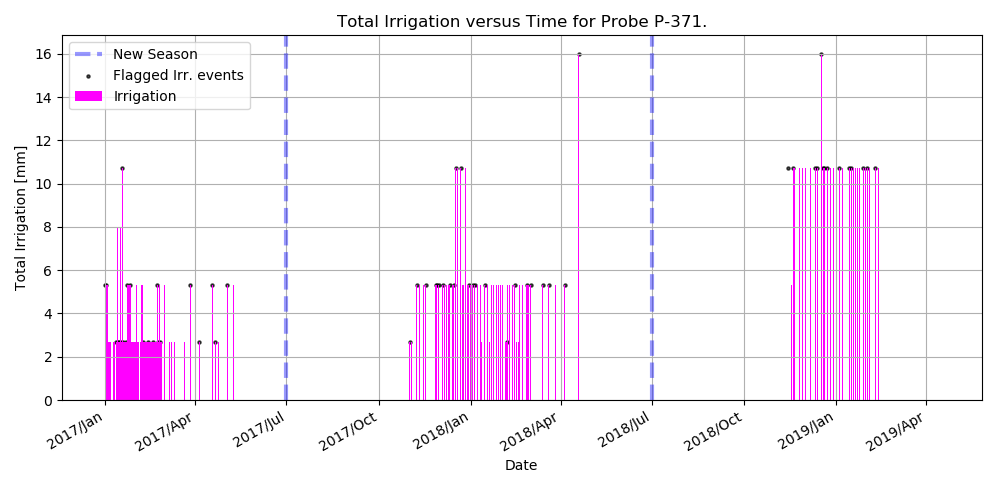 Total Irrigation versus Time for Probe P-371.
New Season
Flagged Irr. events
Irrigation
Total Irrigation [mm]
16
14
12
10
8
6
4
2
0
2017/Jan
2017/Apr
2017/Jul
2017/Oct
2018/Jan
2018/Apr
2018/Jul
2018/Oct
2019/Jan
2019/Apr
Date